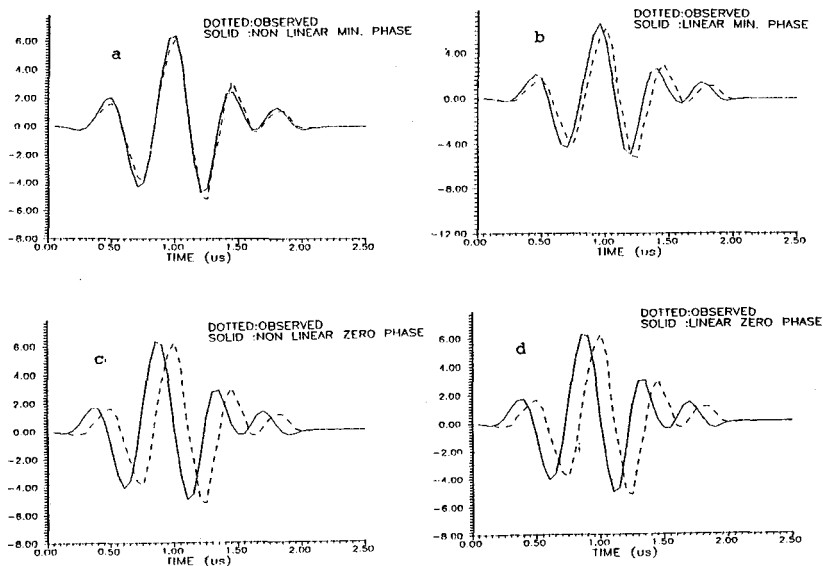 DOTTED:OBSERVED
SOLID :NON LINEAR MIN. PHASE
a
6.00
4.00
2.00
0.00
-2.00
-4.00
-6.00
-8.00
0.00 0.50 1.00 1.50 2.00 2.50
TIME (us)
DOTTED:OBSERVED
SOLID :LINEAR MIN. PHASE
b
4.00
0.00
-4.00
-8.00
-12.00
0.00 0.50 1.00 1.50 2.00 2.50
TIME (us)
DOTTED:OBSERVED
SOLID :NON LINEAR ZERO PHASE
c
6.00
4.00
2.00
0.00
-2.00
-4.00
-6.00
-8.00
0.00 0.50 1.00 1.50 2.00 2.50
TIME (us)
DOTTED:OBSERVED
SOLID :LINEAR ZERO PHASE
d
6.00
4.00
2.00
0.00
-2.00
-4.00
-6.00
-8.00
0.00 0.50 1.00 1.50 2.00 2.50
TIME (us)